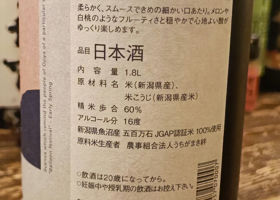 柔らかく、スムースできめの細かい口あたり。メロンや
白桃のようなフルーティさと穏やかで心地よい酸が
ゆっくり楽しめます。
品目 日本酒
内容量 1.8L
原材料名 米(新潟県産)、
米こうじ(新潟県産米)
精米歩合 60%
アルコール分 16度
新潟県魚沼産 五百万石 JGAP認証米 100%使用
原料米生産者 農事組合法人うちがまき絆
●飲酒は20歳になってから。
●妊娠中や授乳期の飲酒はお控え下さい。